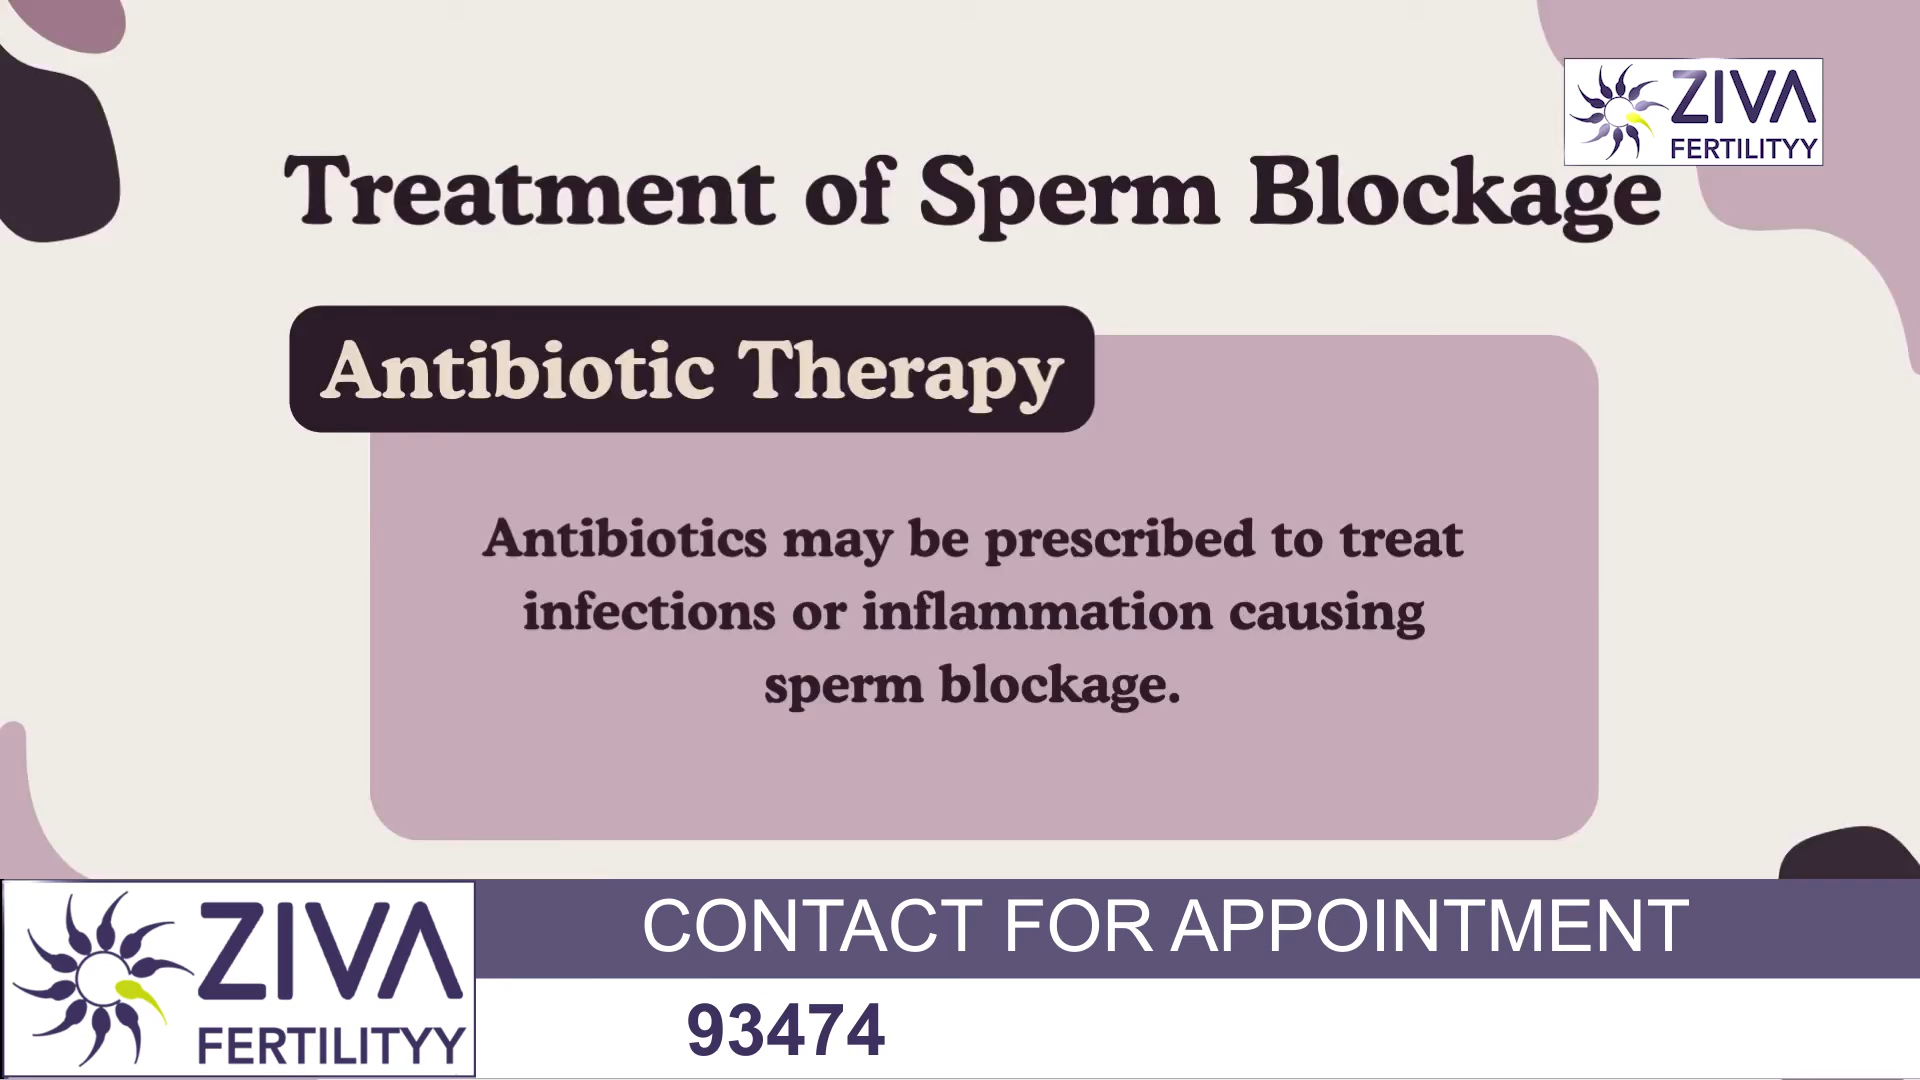 ZIVA
FERTILITYY
Treatment of Sperm Blockage
Antibiotic Therapy
Antibiotics may be prescribed to treat
infections or inflammation causing
sperm blockage.
ZIVA
FERTILITYY
CONTACT FOR APPOINTMENT
93474